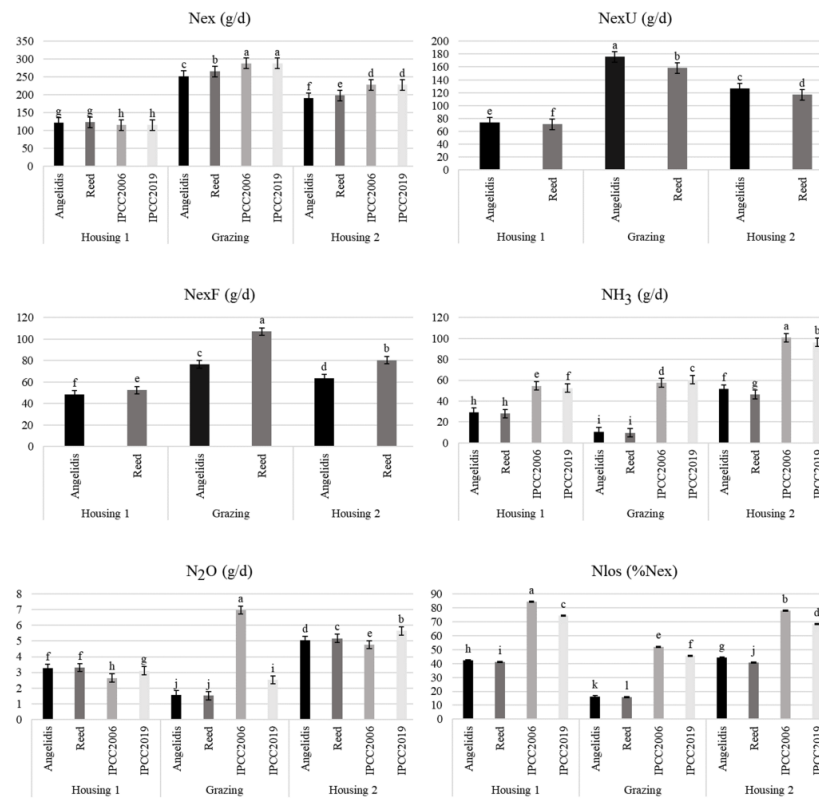 Nex (g/d)
350
300
250
200
150
100
50
0
g g h h c b a a f e d d
Angelidis Reed IPCC2006 IPCC2019 Angelidis Reed IPCC2006 IPCC2019 Angelidis Reed IPCC2006 IPCC2019
Housing 1 Grazing Housing 2
NexU (g/d)
200
180
160
140
120
100
80
60
40
20
0
e f a b c d
Angelidis Reed Angelidis Reed Angelidis Reed
Housing 1 Grazing Housing 2
NexF (g/d)
120
100
80
60
40
20
0
f e c a d b
Angelidis Reed Angelidis Reed Angelidis Reed
Housing 1 Grazing Housing 2
NH3 (g/d)
120
100
80
60
40
20
0
h h e f i i d c f g a b
Angelidis Reed IPCC2006 IPCC2019 Angelidis Reed IPCC2006 IPCC2019 Angelidis Reed IPCC2006 IPCC2019
Housing 1 Grazing Housing 2
N2O (g/d)
8
7
6
5
4
3
2
1
0
f f h g j j a i d c e b
Angelidis Reed IPCC2006 IPCC2019 Angelidis Reed IPCC2006 IPCC2019 Angelidis Reed IPCC2006 IPCC2019
Housing 1 Grazing Housing 2
Nlos (%Nex)
90
80
70
60
50
40
30
20
10
0
h i a c k l e f g j b d
Angelidis Reed IPCC2006 IPCC2019 Angelidis Reed IPCC2006 IPCC2019 Angelidis Reed IPCC2006 IPCC2019
Housing 1 Grazing Housing 2